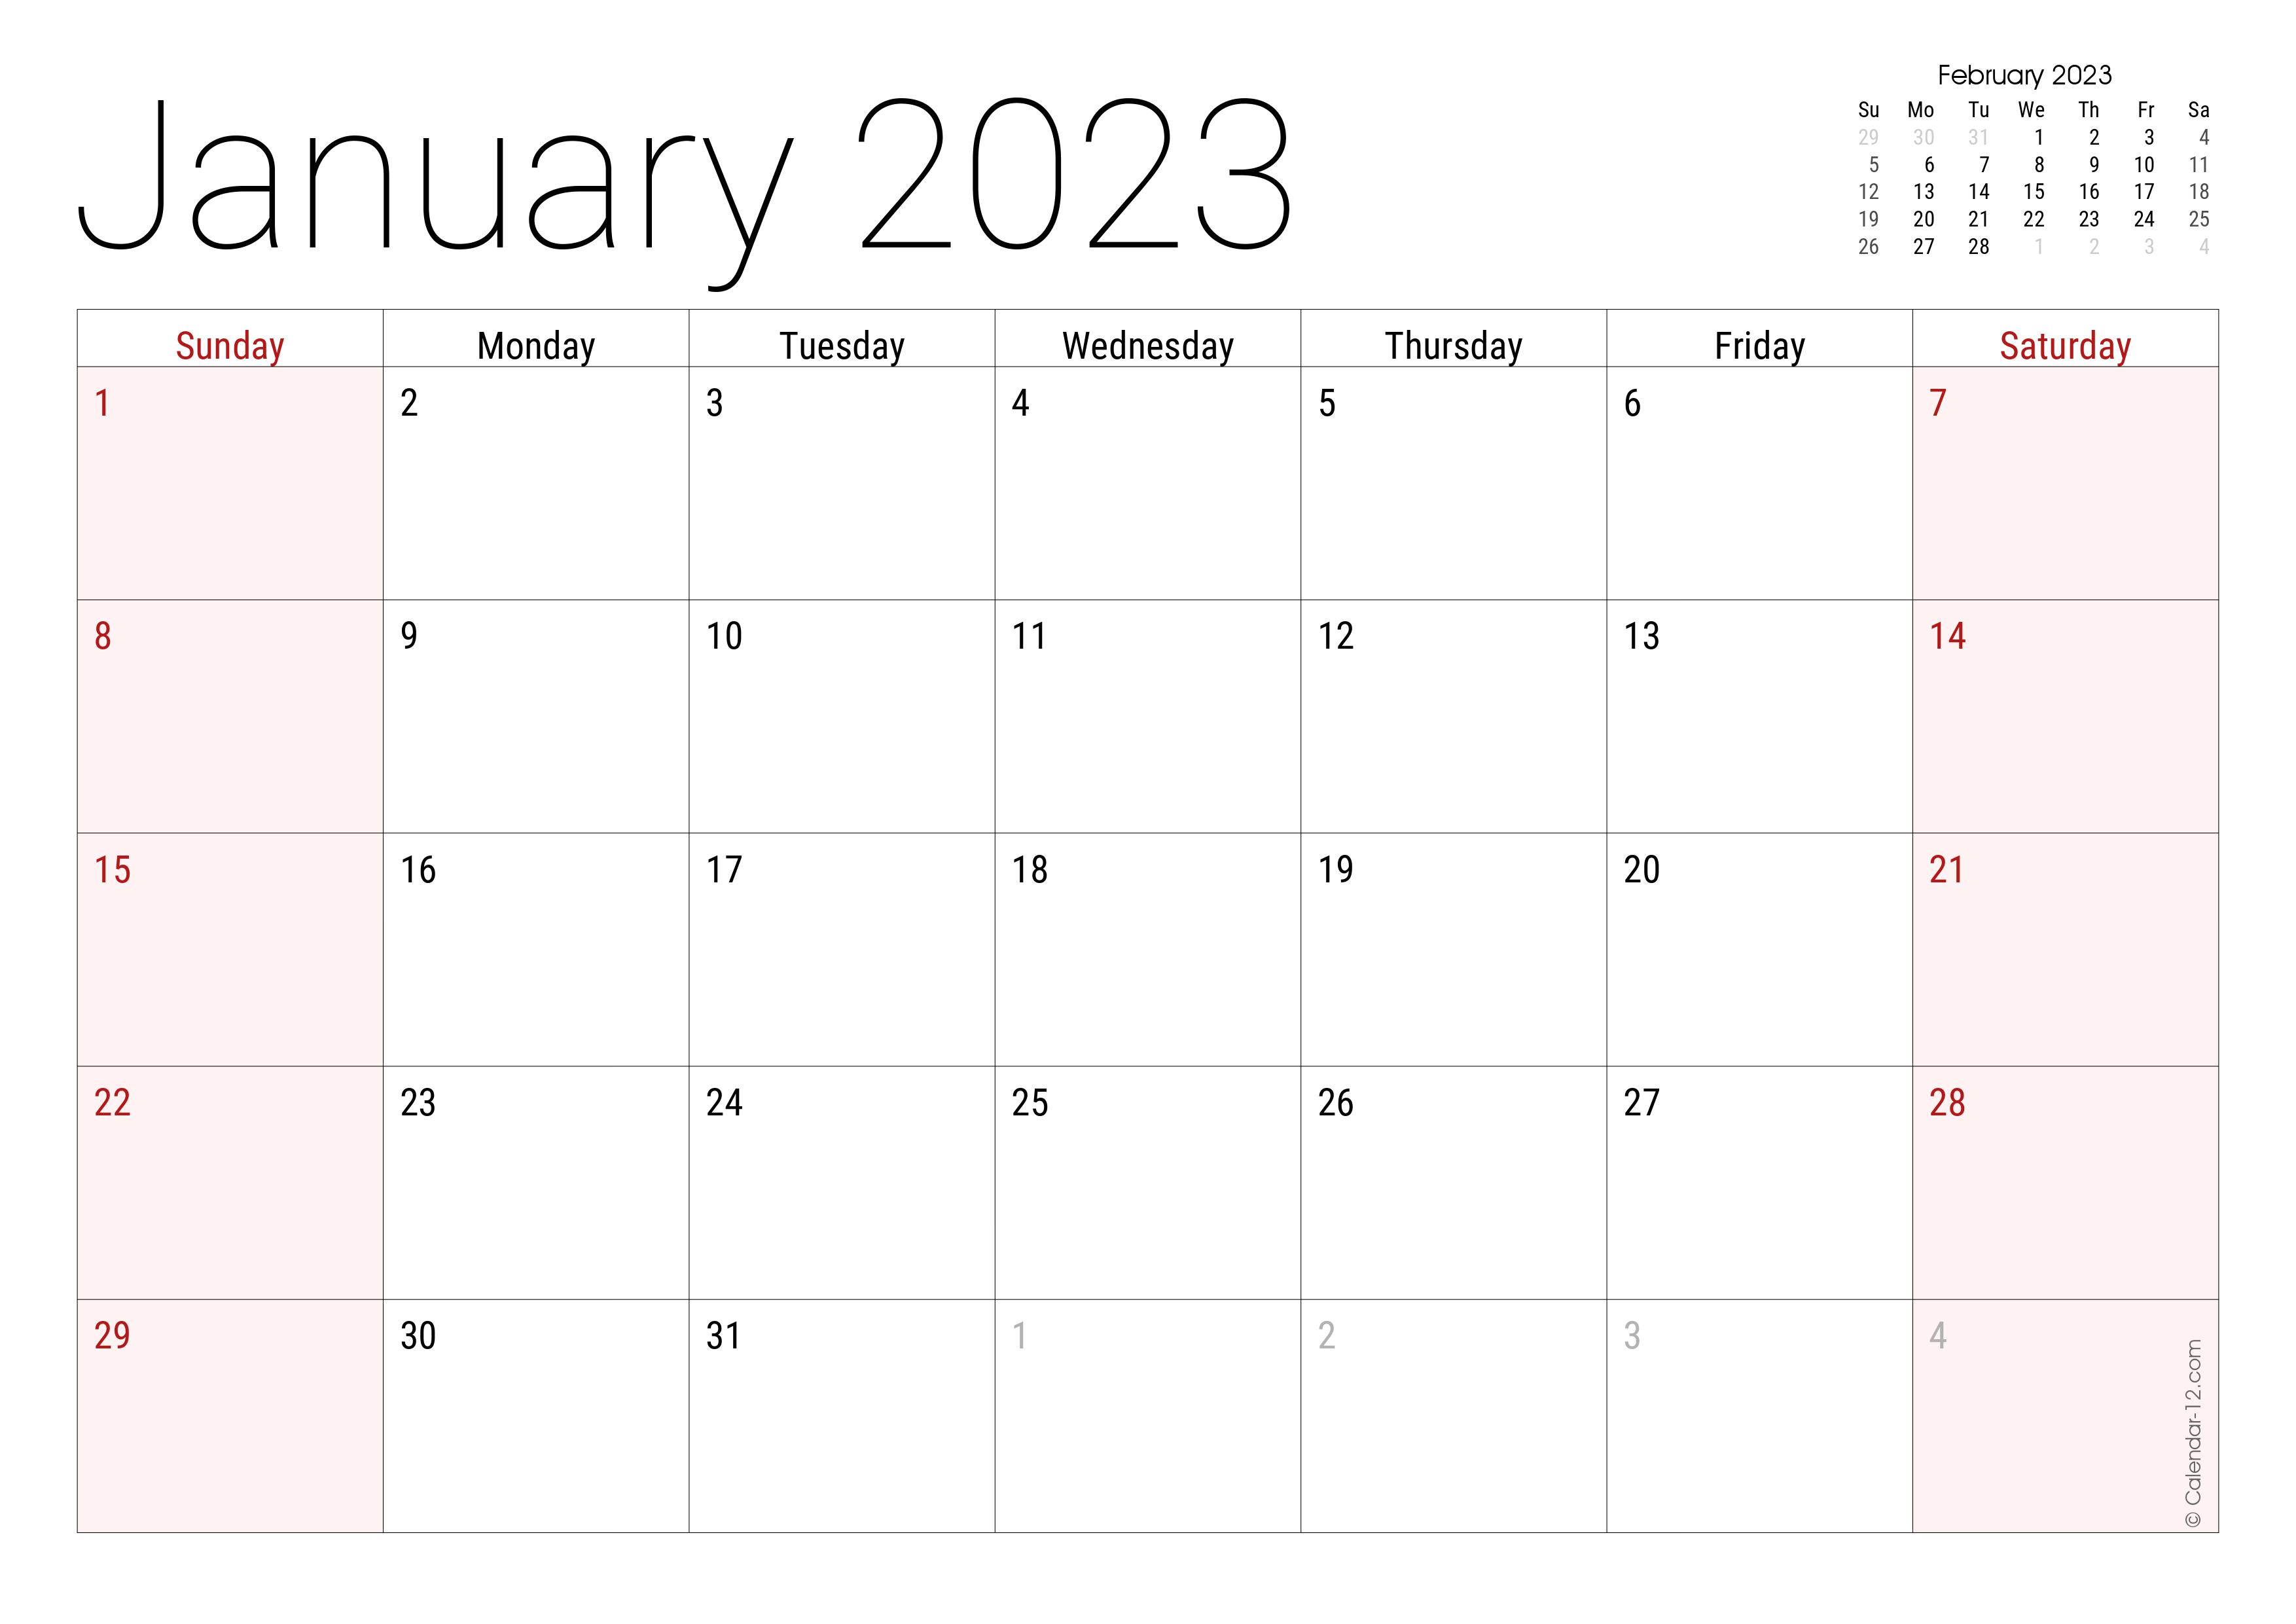 January 2023
February 2023
Su Mo Tu We Th Fr Sa
29 30 31 1 2 3 4
5 6 7 8 9 10 11
12 13 14 15 16 17 18
19 20 21 22 23 24 25
26 27 28 1 2 3 4
Sunday Monday Tuesday Wednesday Thursday Friday Saturday
1 2 3 4 5 6 7
8 9 10 11 12 13 14
15 16 17 18 19 20 21
22 23 24 25 26 27 28
29 30 31 1 2 3 4
© Calendar-12.com